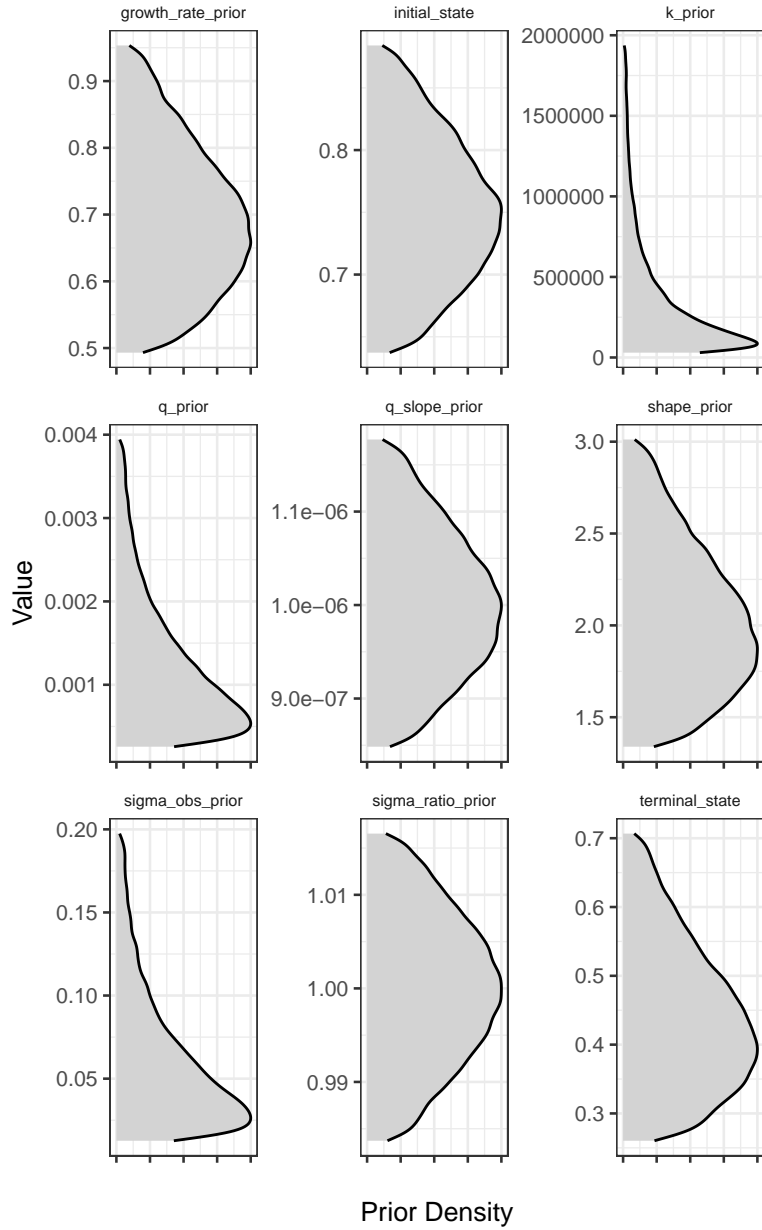 growth_rate_prior
initial_state
k_prior
0.9
0.8
0.7
0.6
0.5
0.8
0.7
2000000
1500000
1000000
500000
0
q_prior
q_slope_prior
shape_prior
0.004
0.003
0.002
0.001
1.1e−06
1.0e−06
9.0e−07
3.0
2.5
2.0
1.5
Value
sigma_obs_prior
sigma_ratio_prior
terminal_state
0.20
0.15
0.10
0.05
1.01
1.00
0.99
0.7
0.6
0.5
0.4
0.3
Prior Density